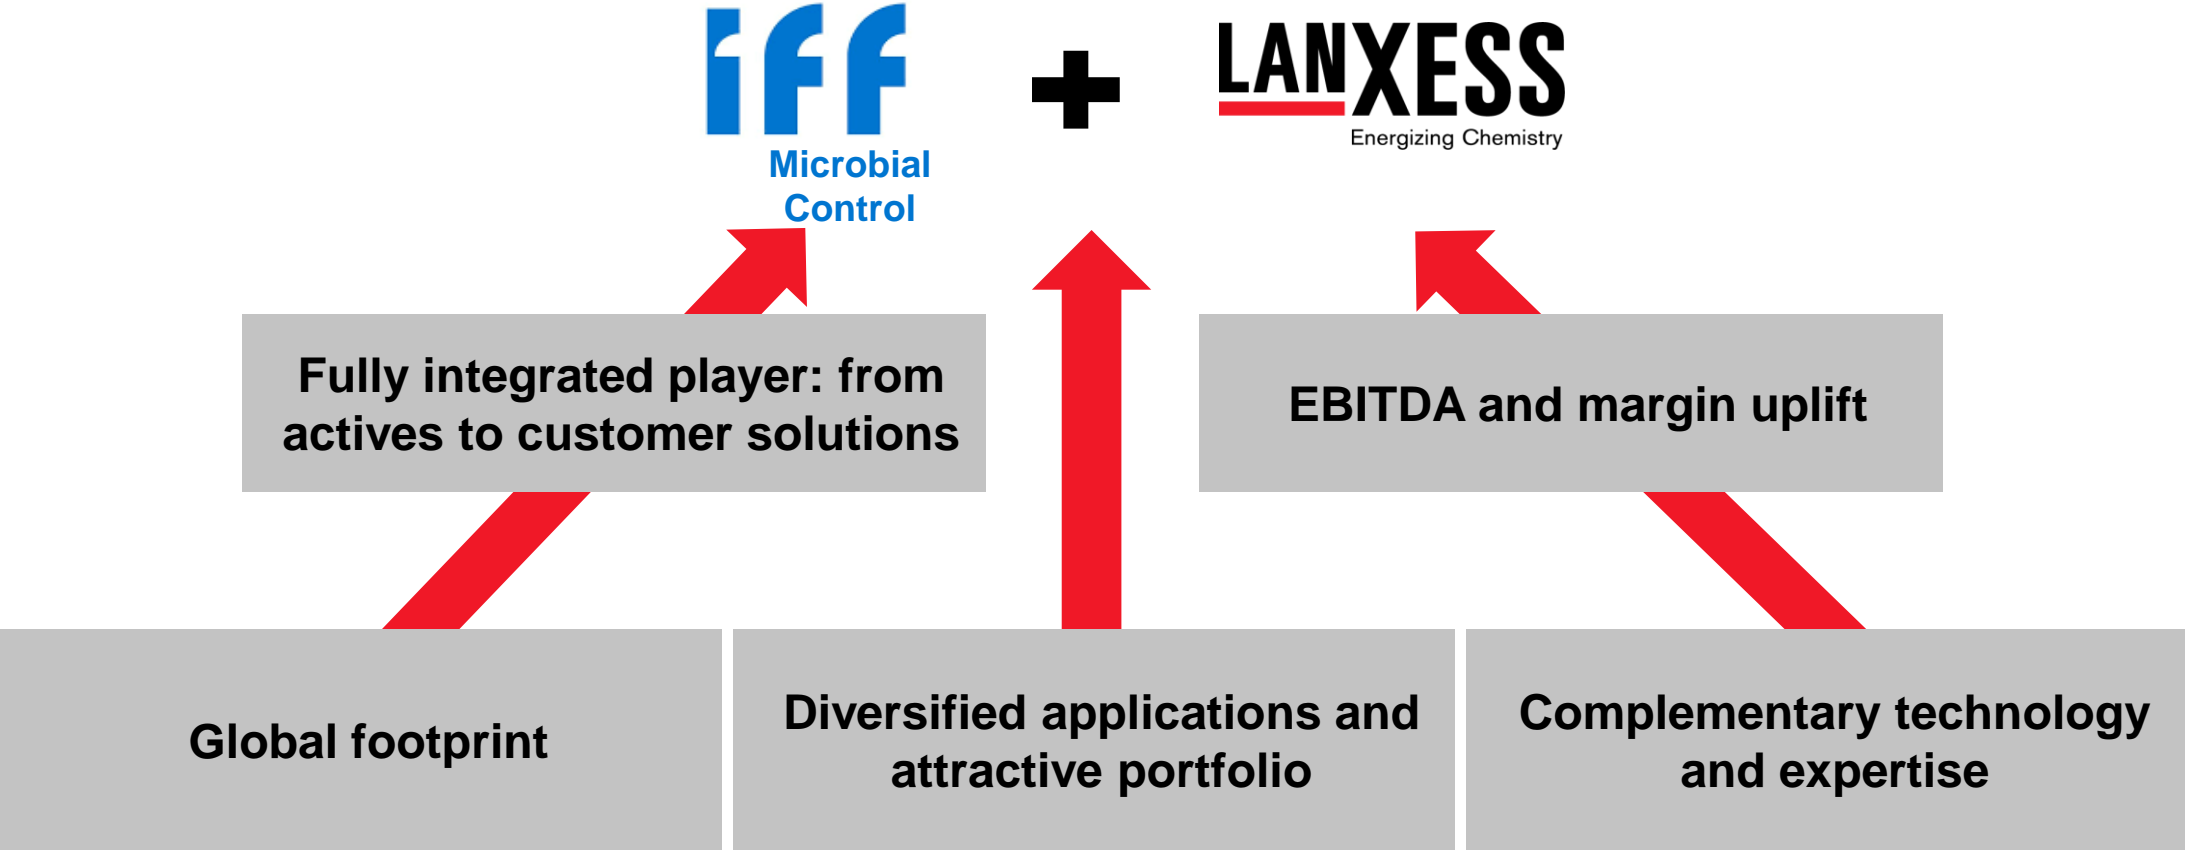 iff
Microbial
Control
LANXESS
Energizing Chemistry
Fully integrated player: from
actives to customer solutions
EBITDA and margin uplift
Global footprint
Diversified applications and
attractive portfolio
Complementary technology
and expertise